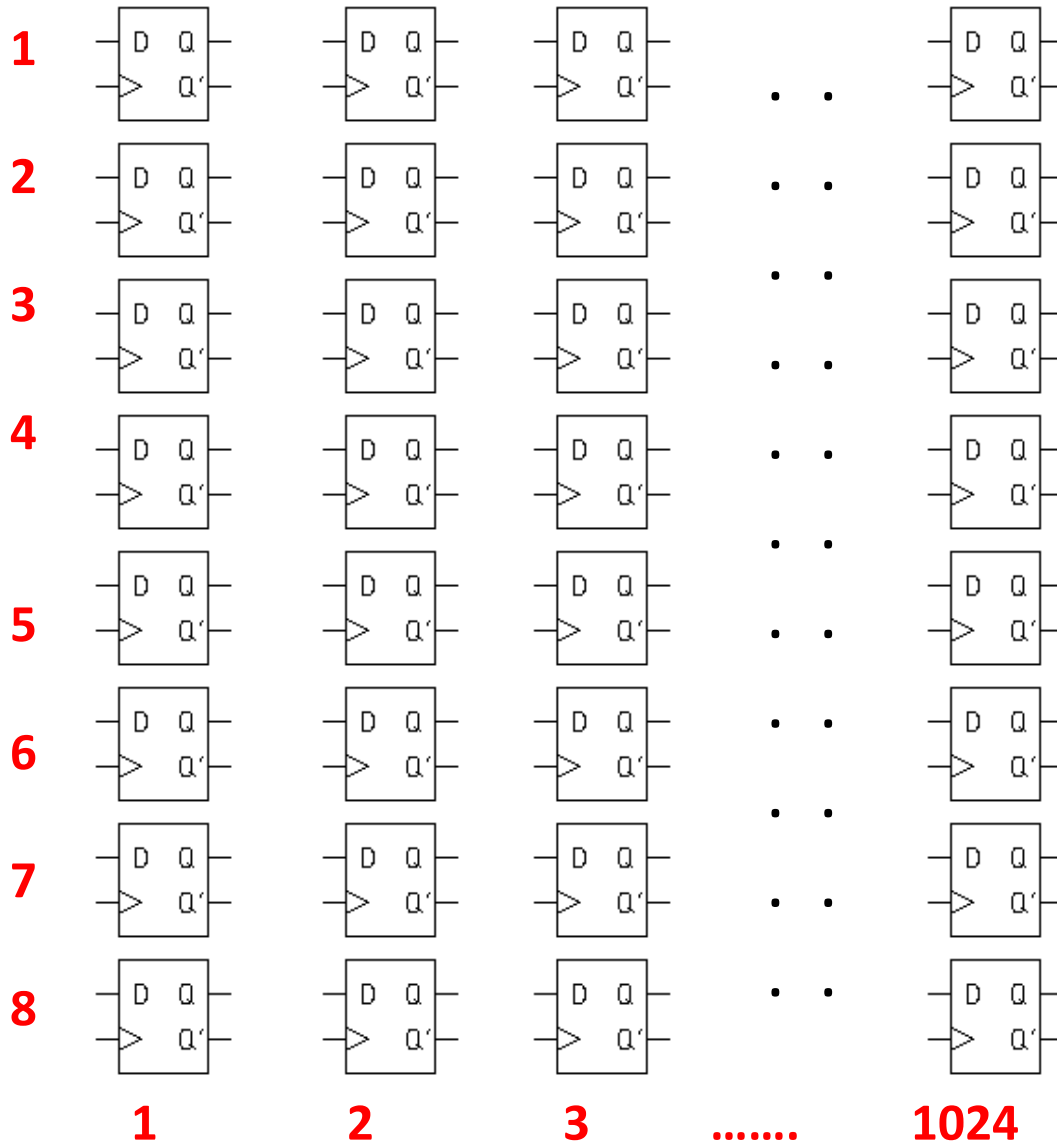 1 D Q D Q D Q D Q
Q' Q' Q' . . Q'
2 D Q D Q D Q . . D Q
Q' Q' Q' Q'
. .
3 D Q D Q D Q D Q
Q' Q' Q' . . Q'
4 D Q D Q D Q . . D Q
Q' Q' Q' Q'
. .
5 D Q D Q D Q D Q
Q' Q' Q' . . Q'
6 D Q D Q D Q . . D Q
Q' Q' Q' Q'
. .
7 D Q D Q D Q D Q
Q' Q' Q' . . Q'
8 D Q D Q D Q . . D Q
Q' Q' Q' Q'
1 2 3 ....... 1024